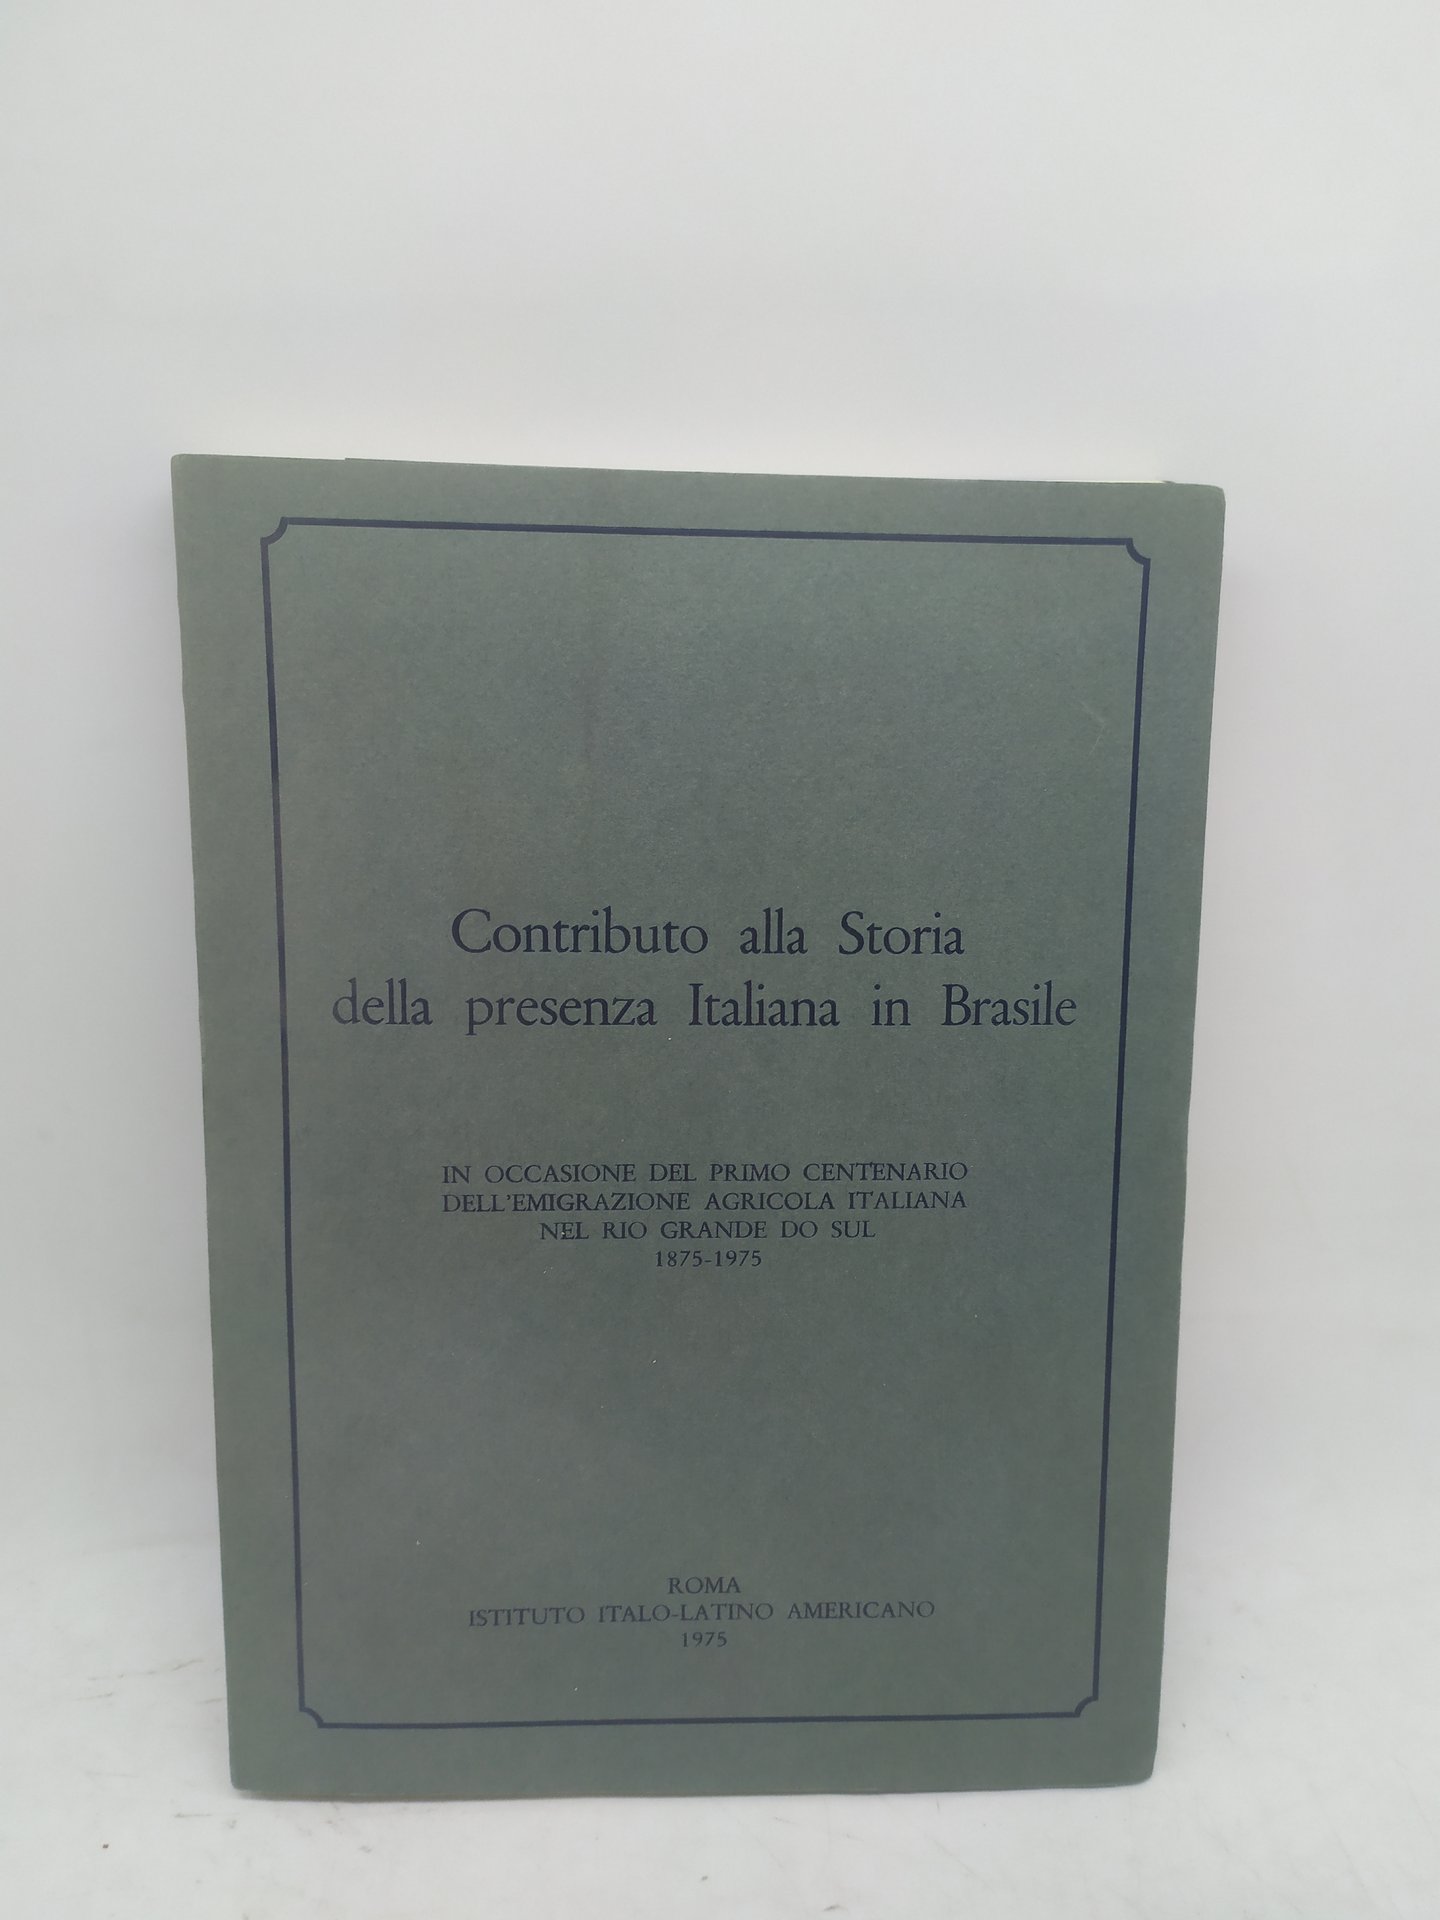 Contributo alla Storia
della presenza Italiana in Brasile
IN OCCASIONE DEL PRIMO CENTENARIO
DELL'EMIGRAZIONE AGRICOLA ITALIANA
NEL RIO GRANDE DO SUL
1875-1975
ROMA
ISTITUTO ITALO-LATINO AMERICANO
1975